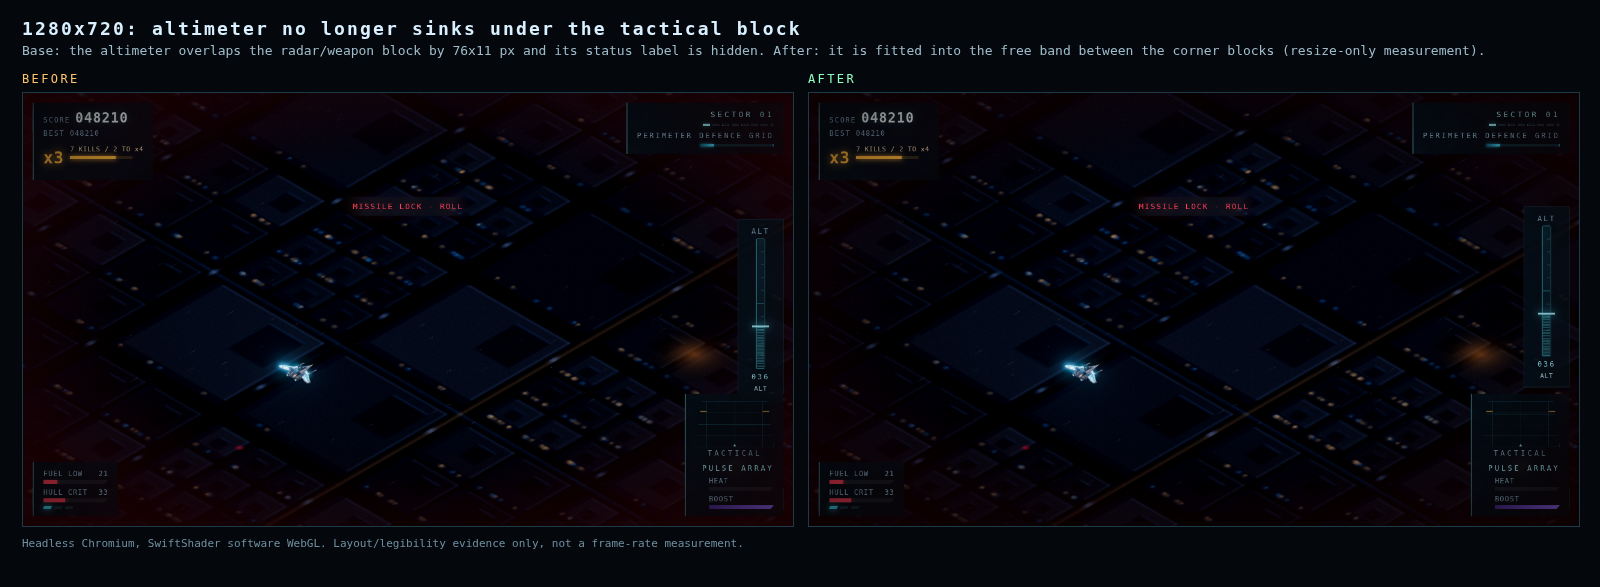 1280x720: altimeter no longer sinks under the tactical block
Base: the altimeter overlaps the radar/weapon block by 76x11 px and its status label is hidden. After: it is fitted into the free band between the corner blocks (resize-only measurement).
BEFORE
SCORE 048210
BEST 048210
x3 7 KILLS / 2 TO x4
SECTOR 01
PERIMETER DEFENCE GRID
MISSILE LOCK · ROLL
ALT
036
ALT
TACTICAL
PULSE ARRAY
HEAT
BOOST
FUEL LOW 21
HULL CRIT 33
AFTER
SCORE 048210
BEST 048210
x3 7 KILLS / 2 TO x4
SECTOR 01
PERIMETER DEFENCE GRID
MISSILE LOCK · ROLL
ALT
036
ALT
TACTICAL
PULSE ARRAY
HEAT
BOOST
FUEL LOW 21
HULL CRIT 33
Headless Chromium, SwiftShader software WebGL. Layout/legibility evidence only, not a frame-rate measurement.